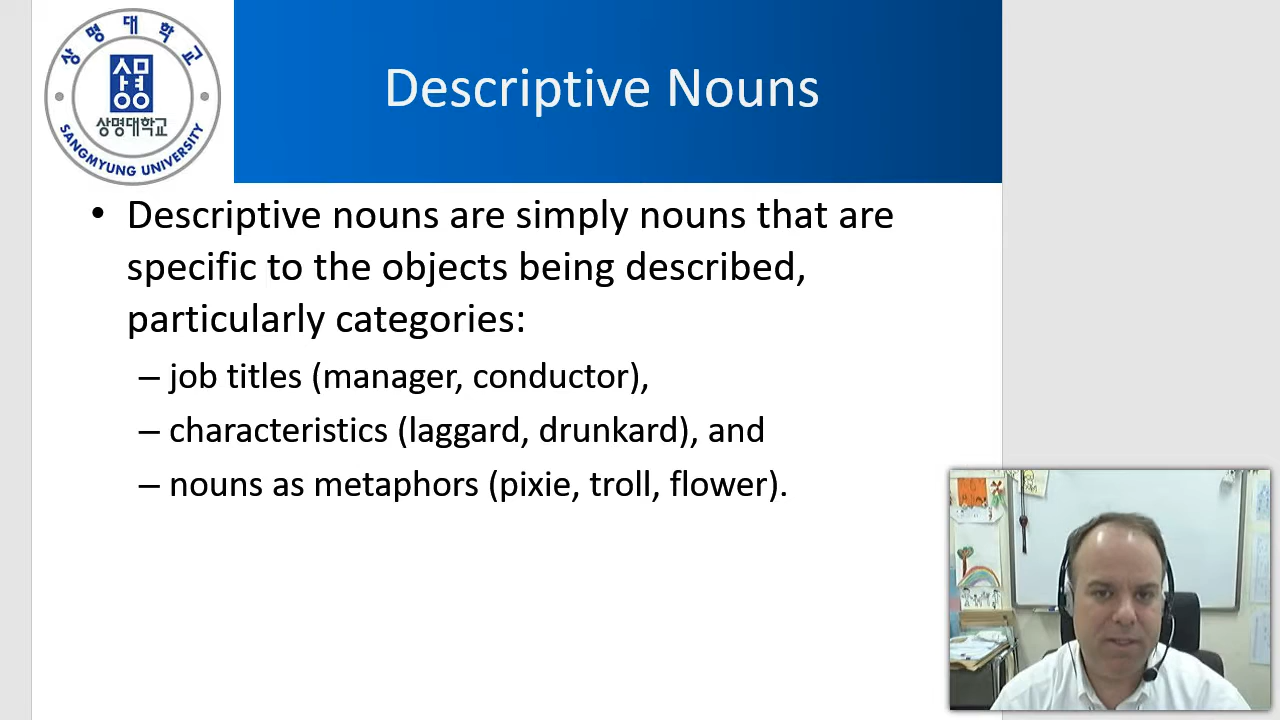 상명대학교
상명
상명대학교
SANGMYUNG UNIVERSITY
Descriptive Nouns
• Descriptive nouns are simply nouns that are
specific to the objects being described,
particularly categories:
– job titles (manager, conductor),
– characteristics (laggard, drunkard), and
– nouns as metaphors (pixie, troll, flower).